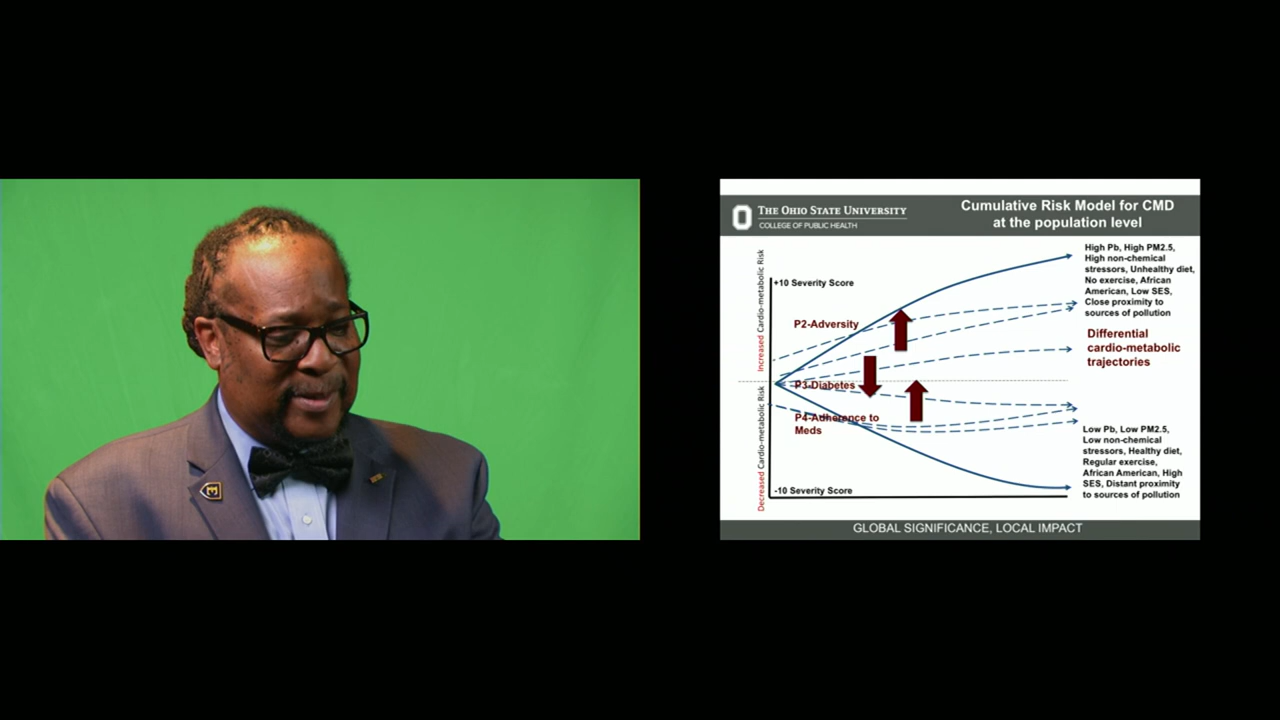 THE OHIO STATE UNIVERSITY
COLLEGE OF PUBLIC HEALTH
Cumulative Risk Model for CMD
at the population level
Increased Cardio-metabolic Risk
Decreased Cardio-metabolic Risk
+10 Severity Score
P2-Adversity
P3-Diabetes
P4-Adherence to
Meds
-10 Severity Score
High Pb, High PM2.5,
High non-chemical
stressors, Unhealthy diet,
No exercise, African
American, Low SES,
Close proximity to
sources of pollution
Differential
cardio-metabolic
trajectories
Low Pb, Low PM2.5,
Low non-chemical
stressors, Healthy diet,
Regular exercise,
African American, High
SES, Distant proximity
to sources of pollution
GLOBAL SIGNIFICANCE, LOCAL IMPACT